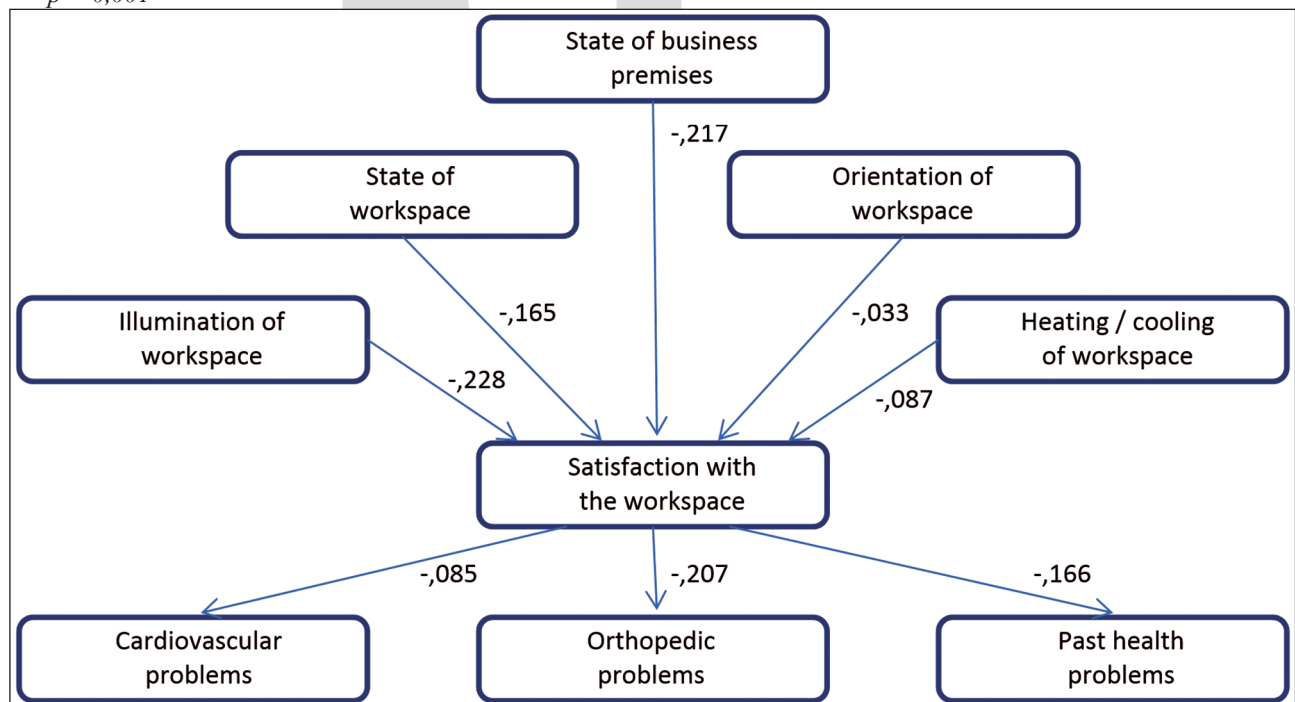 State of business
premises
-,217
State of
workspace
Orientation of
workspace
-,165
-,033
Illumination of
workspace
Heating / cooling
of workspace
-,228
-,087
Satisfaction with
the workspace
-,085
-,207
-,166
Cardiovascular
problems
Orthopedic
problems
Past health
problems